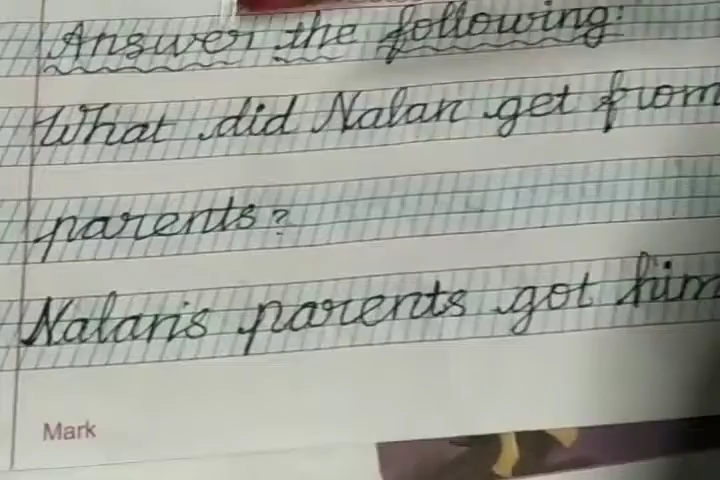 Answer the following:
What did Nalan get from
parents?
Nalan's parents got him
Mark